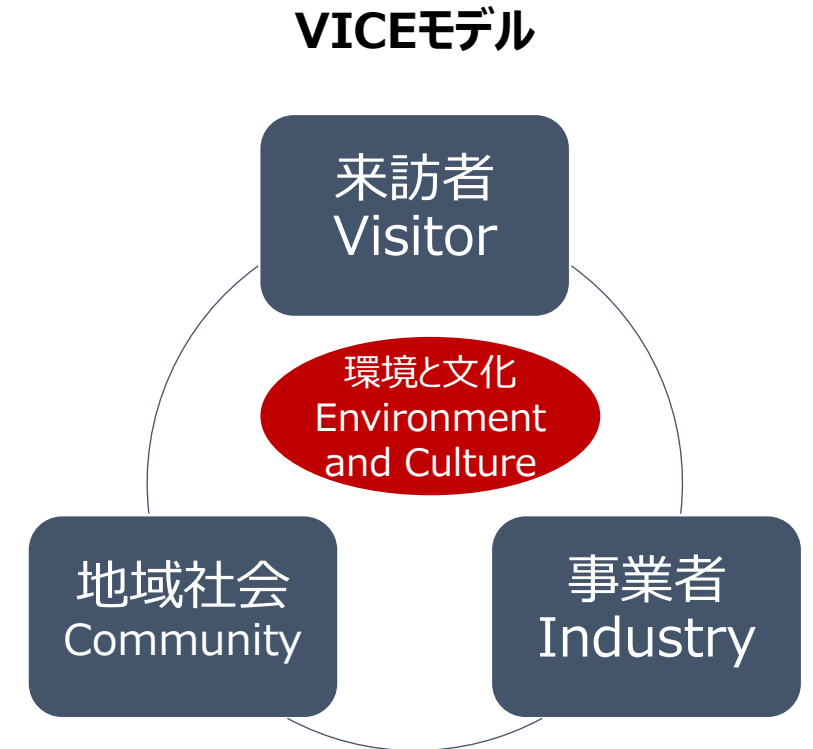 VICEモデル
来訪者
Visitor
環境と文化
Environment
and Culture
地域社会
Community
事業者
Industry